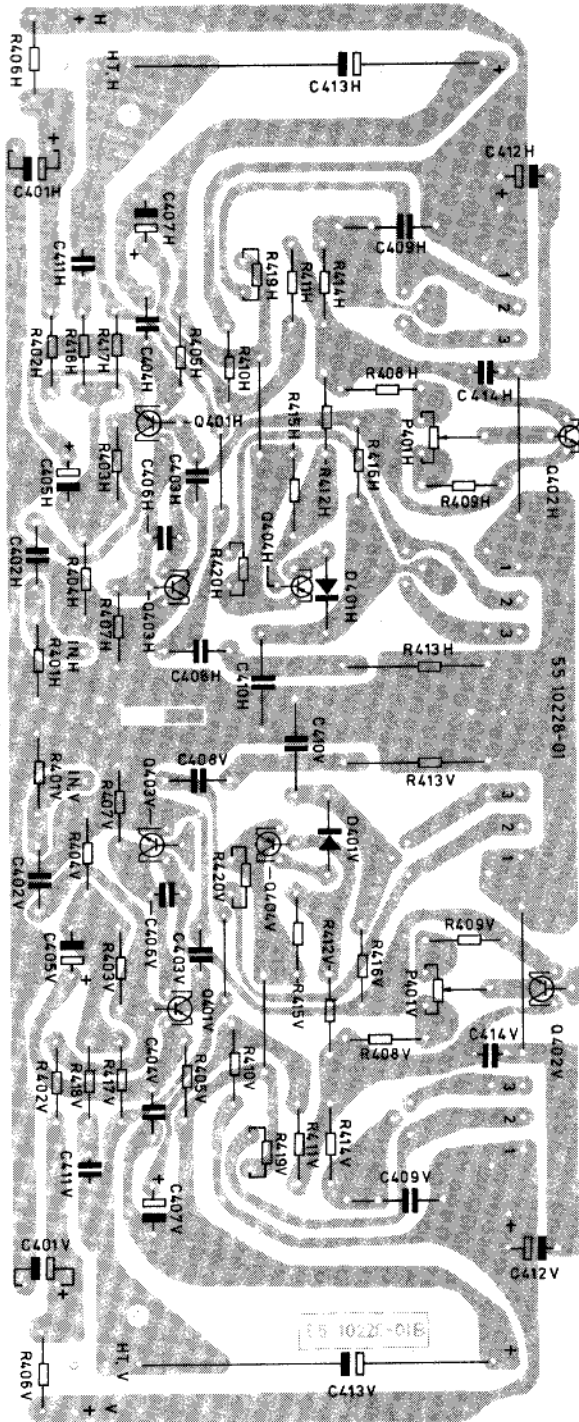 H
+
R406H
HT.H
C413H
+
C401H
+
C412H
+
C407H
+
C409H
C411H
R419H
R411H
R414H
1
2
3
R402H
R418H
R417H
C404H
R405H
R410H
C414H
R408H
Q401H
R415H
P401H
Q402H
C405H
+
R403H
C406H
C403H
R412H
R416H
R409H
C402H
R404H
R407H
Q403H
R420H
Q404H
D401H
1
2
3
R401H
IN.H
C408H
C410H
R413H
55 10228-01
C410V
R401V
IN.V
R407V
Q403V
C408V
R413V
D401V
3
2
1
C402V
R404V
R420V
Q404V
C405V
+
R403V
C406V
C403V
Q401V
R415V
R412V
R416V
R409V
P401V
Q402V
R408V
C414V
R402V
R418V
R417V
C404V
R405V
R410V
3
2
1
C411V
R419V
R411V
R414V
C407V
+
C409V
C401V
+
C412V
+
R406V
HT.V
C413V
+
+
V